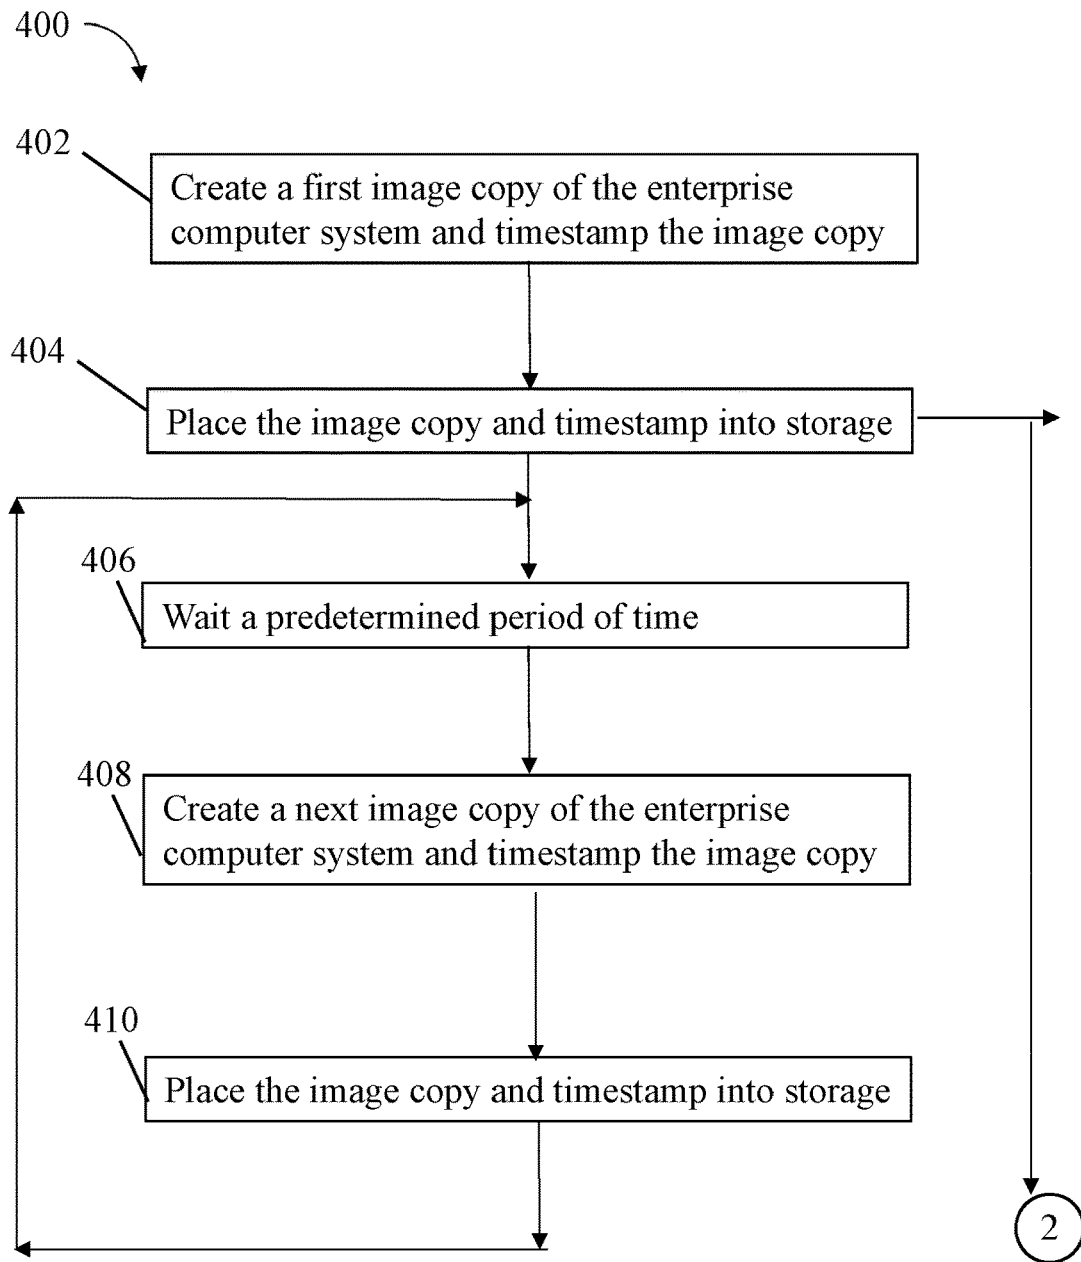 400
402
Create a first image copy of the enterprise
computer system and timestamp the image copy
404
Place the image copy and timestamp into storage
406
Wait a predetermined period of time
408
Create a next image copy of the enterprise
computer system and timestamp the image copy
410
Place the image copy and timestamp into storage
2